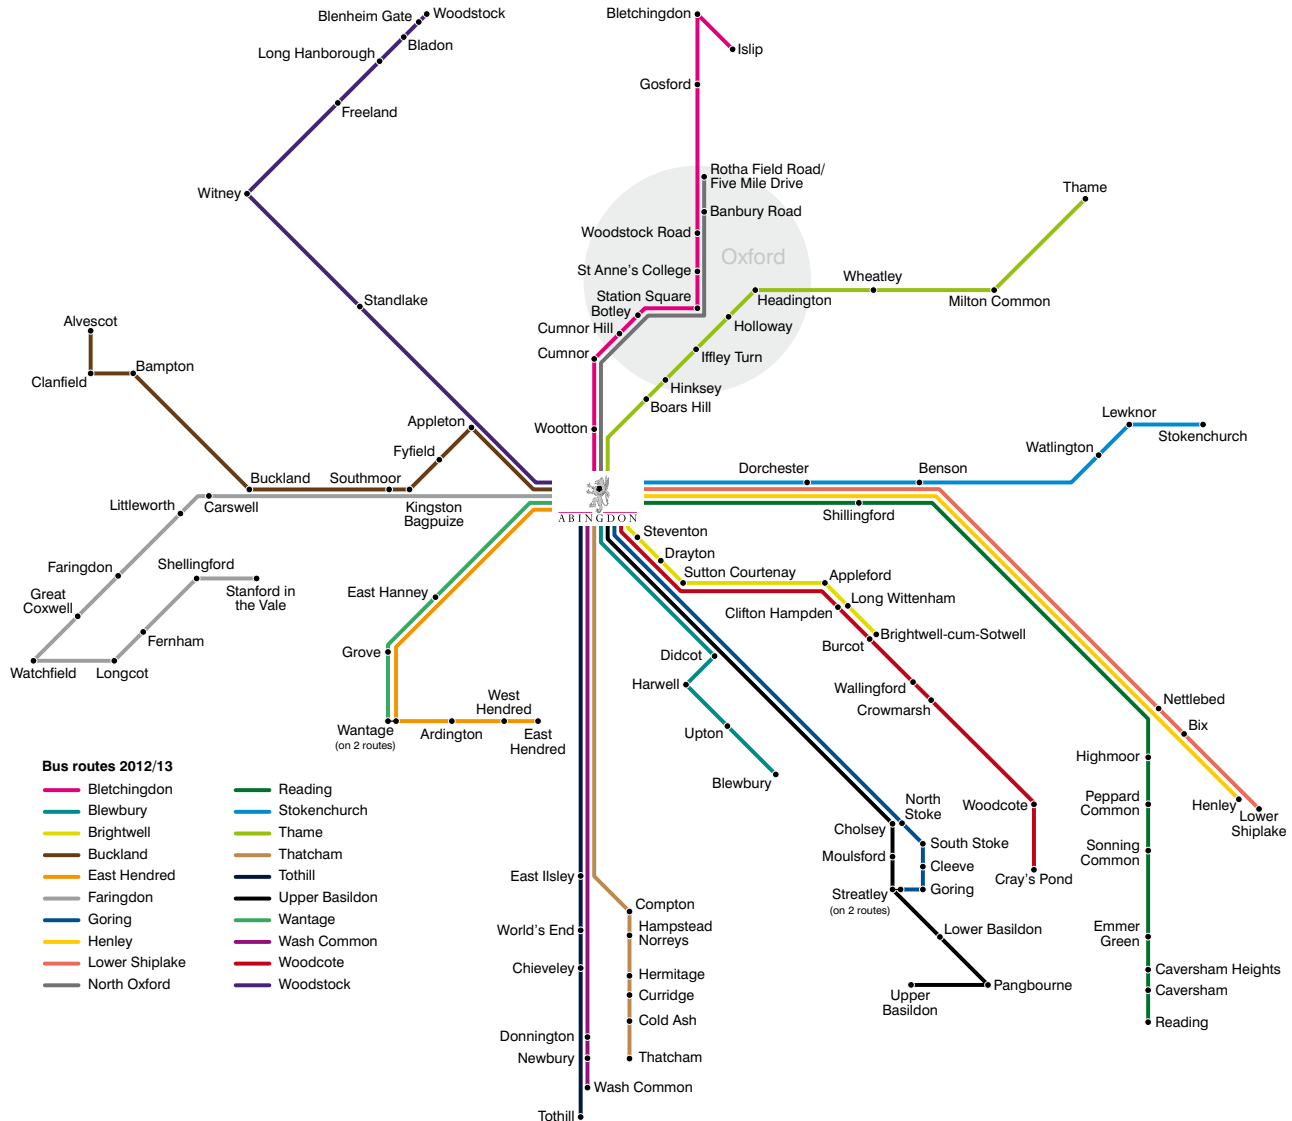 Blenheim Gate
Woodstock
Bladon
Long Hanborough
Freeland
Witney
Standlake
Bletchingdon
Islip
Gosford
Rotha Field Road/
Five Mile Drive
Banbury Road
Woodstock Road
Oxford
St Anne's College
Station Square
Botley
Cumnor Hill
Cumnor
Wootton
Thame
Wheatley
Headington
Milton Common
Holloway
Iffley Turn
Hinksey
Boars Hill
Alvescot
Clanfield
Bampton
Appleton
Fyfield
Buckland
Southmoor
Kingston
Bagpuize
Littleworth
Carswell
Faringdon
Shellingford
Great
Coxwell
Stanford in
the Vale
Fernham
Watchfield
Longcot
Lewknor
Watlington
Stokenchurch
Dorchester
Benson
Shillingford
ABINGDON
East Hanney
Grove
Wantage
(on 2 routes)
Ardington
West
Hendred
East
Hendred
Steventon
Drayton
Sutton Courtenay
Appleford
Long Wittenham
Clifton Hampden
Brightwell-cum-Sotwell
Burcot
Didcot
Harwell
Upton
Blewbury
Wallingford
Crowmarsh
Woodcote
Cray's Pond
Nettlebed
Bix
Highmoor
Peppard
Common
Henley
Lower
Shiplake
Sonning
Common
Emmer
Green
Caversham Heights
Caversham
Reading
North
Stoke
Cholsey
South Stoke
Moulsford
Cleeve
Streatley
(on 2 routes)
Goring
Lower Basildon
Pangbourne
Upper
Basildon
East Ilsley
Compton
World's End
Hampstead
Norreys
Chieveley
Hermitage
Curridge
Cold Ash
Donnington
Newbury
Thatcham
Wash Common
Tothill
Bus routes 2012/13
Bletchingdon
Blewbury
Brightwell
Buckland
East Hendred
Faringdon
Goring
Henley
Lower Shiplake
North Oxford
Reading
Stokenchurch
Thame
Thatcham
Tothill
Upper Basildon
Wantage
Wash Common
Woodcote
Woodstock